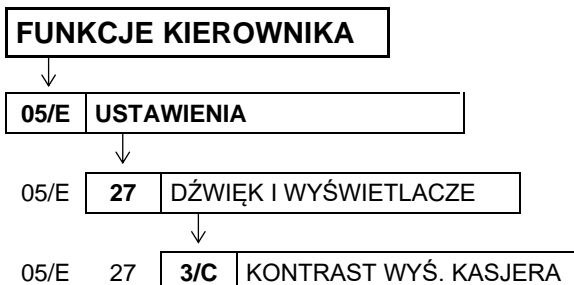 FUNKCJE KIEROWNIKA
05/E USTAWIENIA
05/E 27 DŹWIĘK I WYŚWIETLACZE
05/E 27 3/C KONTRAST WYŚ. KASJERA